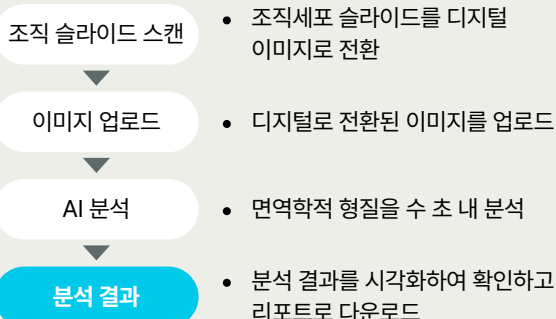 조직 슬라이드 스캔
• 조직세포 슬라이드를 디지털
이미지로 전환
이미지 업로드
• 디지털로 전환된 이미지를 업로드
AI 분석
• 면역학적 형질을 수 초 내 분석
분석 결과
• 분석 결과를 시각화하여 확인하고
리포트로 다운로드